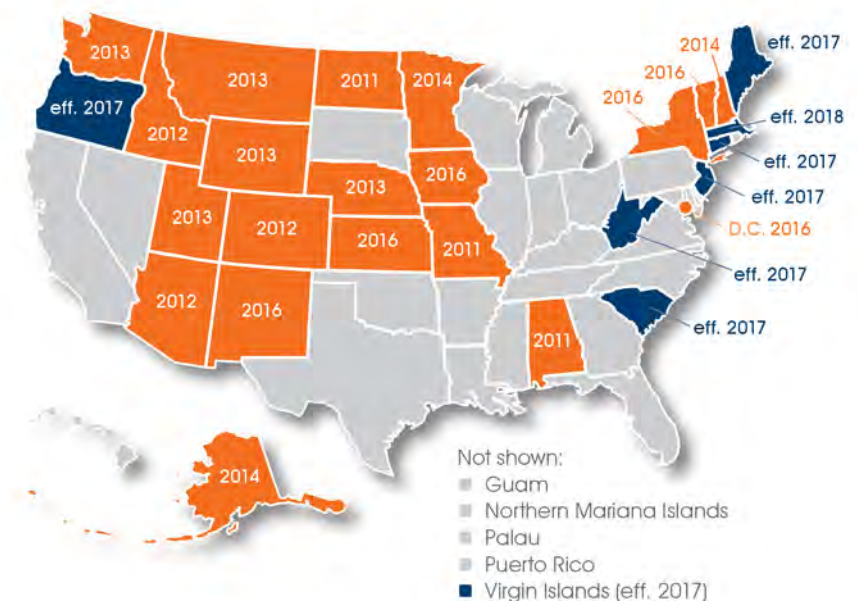 2013
2013
2011
2014
2014
eff. 2017
2016
2016
eff. 2017
2012
2013
2013
2016
eff. 2018
eff. 2017
eff. 2017
D.C. 2016
2013
2012
2016
2011
eff. 2017
2012
2016
2011
eff. 2017
2014
Not shown:
Guam
Northern Mariana Islands
Palau
Puerto Rico
Virgin Islands (eff. 2017)